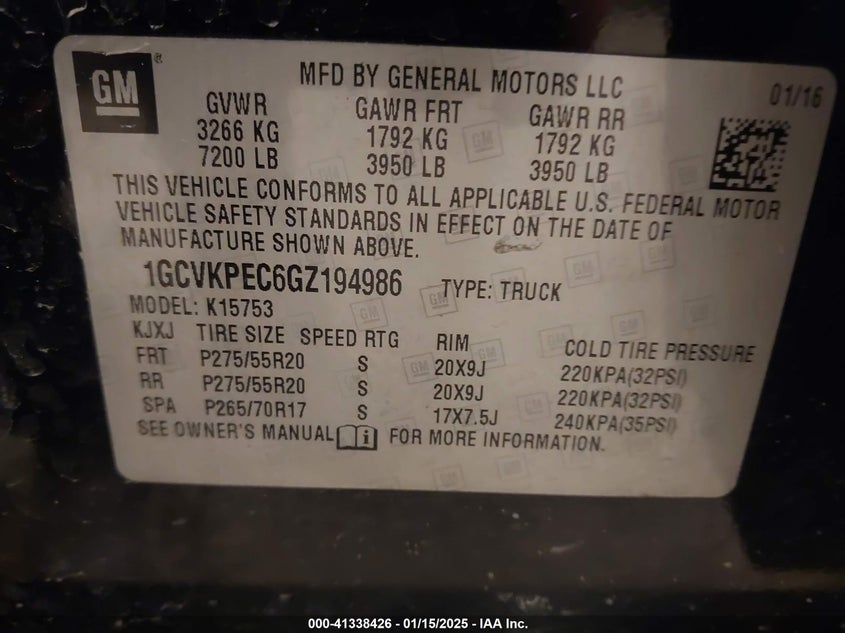 GM
MFD BY GENERAL MOTORS LLC
01/16
GVWR GAWR FRT GAWR RR
3266 KG 1792 KG 1792 KG
7200 LB 3950 LB 3950 LB
THIS VEHICLE CONFORMS TO ALL APPLICABLE U.S. FEDERAL MOTOR
VEHICLE SAFETY STANDARDS IN EFFECT ON THE DATE OF
MANUFACTURE SHOWN ABOVE.
1GCVKPEC6GZ194986 TYPE: TRUCK
MODEL: K15753
KJXJ TIRE SIZE SPEED RTG RIM COLD TIRE PRESSURE
FRT P275/55R20 S 20X9J 220KPA(32PSI)
RR P275/55R20 S 20X9J 220KPA(32PSI)
SPA P265/70R17 S 17X7.5J 240KPA(35PSI)
SEE OWNER'S MANUAL i FOR MORE INFORMATION.
000-41338426 - 01/15/2025 - IAA Inc.